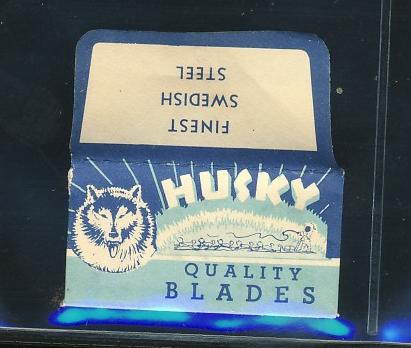 FINEST
SWEDISH
STEEL
HUSKY
QUALITY
BLADES